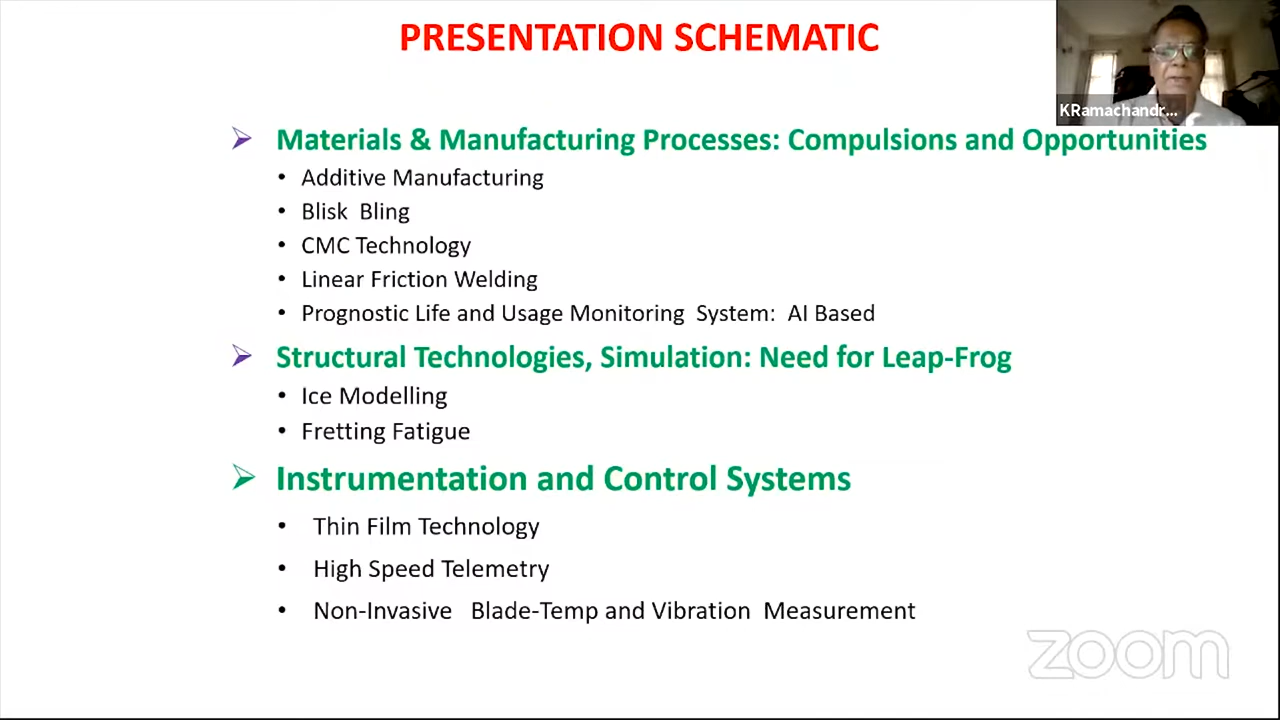 PRESENTATION SCHEMATIC
KRamachandr...
Materials & Manufacturing Processes: Compulsions and Opportunities
Additive Manufacturing
Blisk Bling
CMC Technology
Linear Friction Welding
Prognostic Life and Usage Monitoring System: AI Based
Structural Technologies, Simulation: Need for Leap-Frog
Ice Modelling
Fretting Fatigue
Instrumentation and Control Systems
Thin Film Technology
High Speed Telemetry
Non-Invasive Blade-Temp and Vibration Measurement
zoom